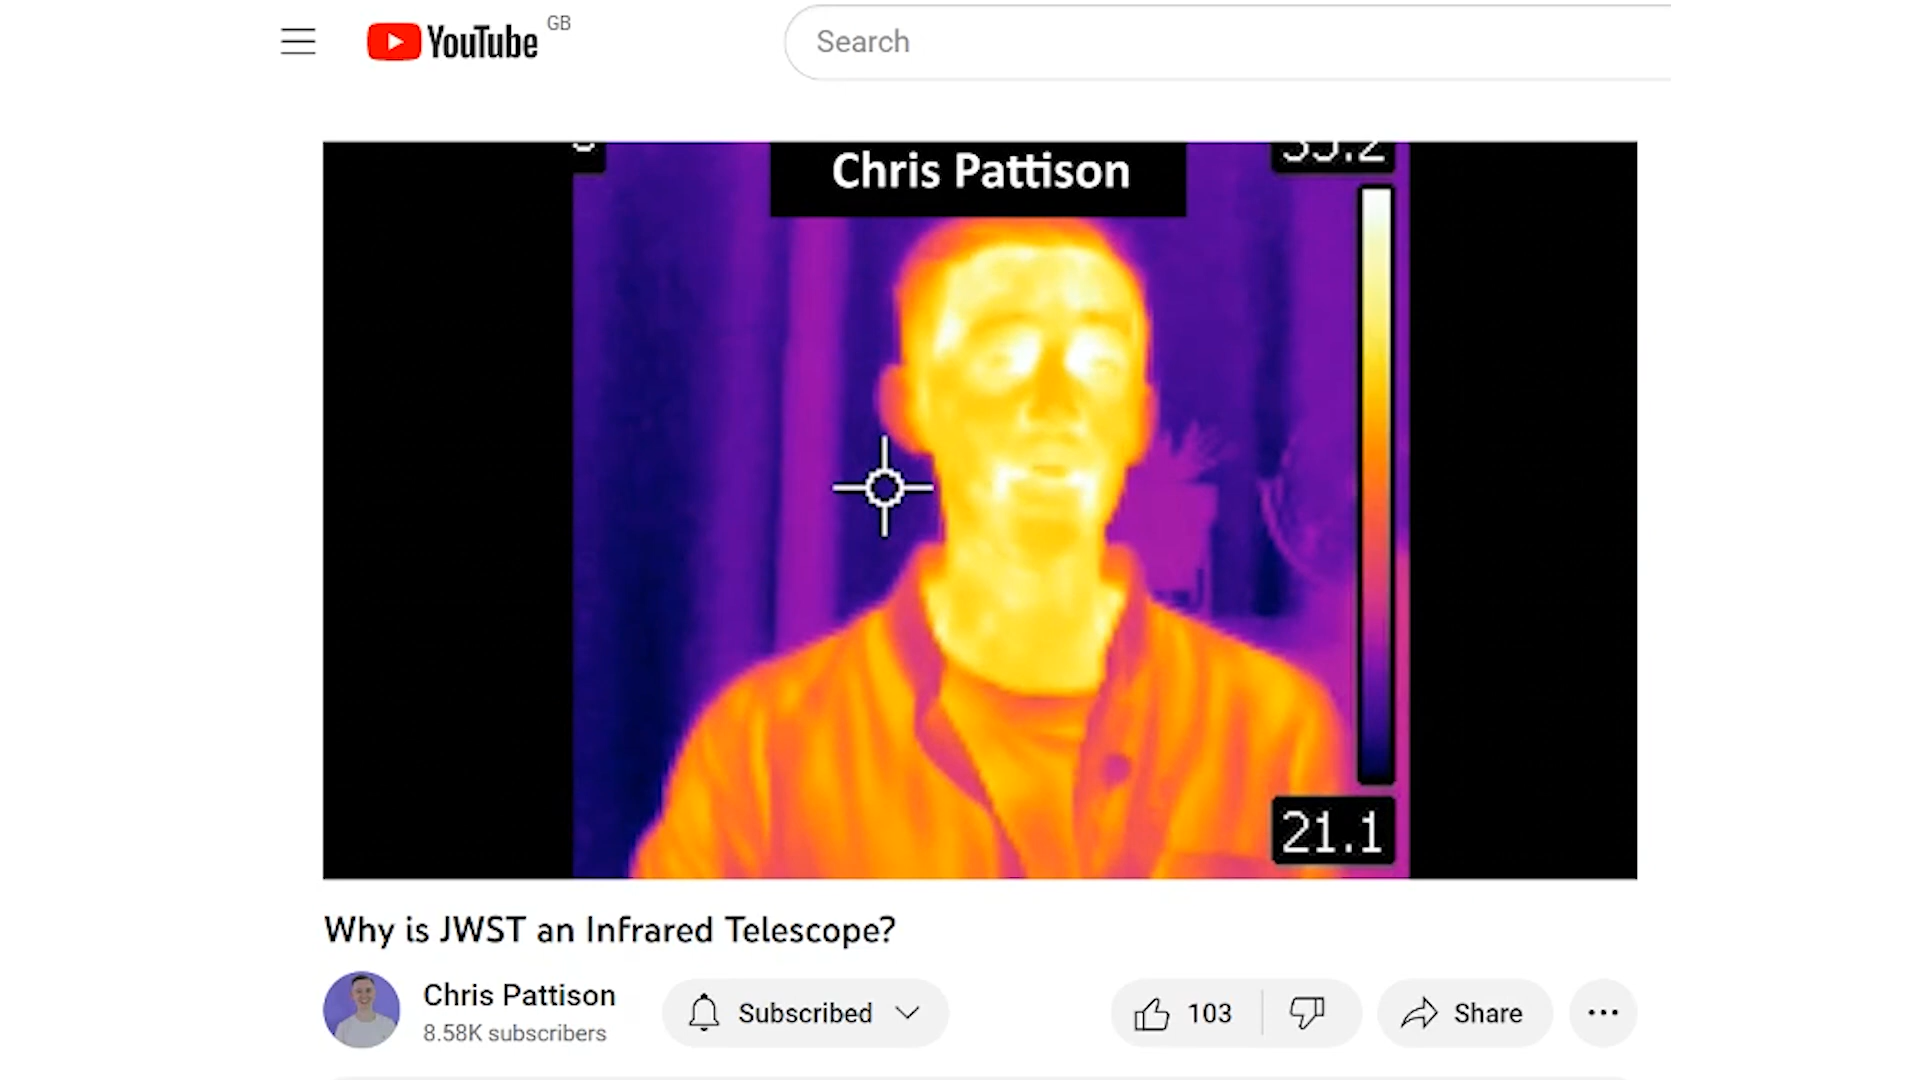 YouTube GB
Search
Chris Pattison
21.1
Why is JWST an Infrared Telescope?
Chris Pattison
8.58K subscribers
Subscribed
103
Share